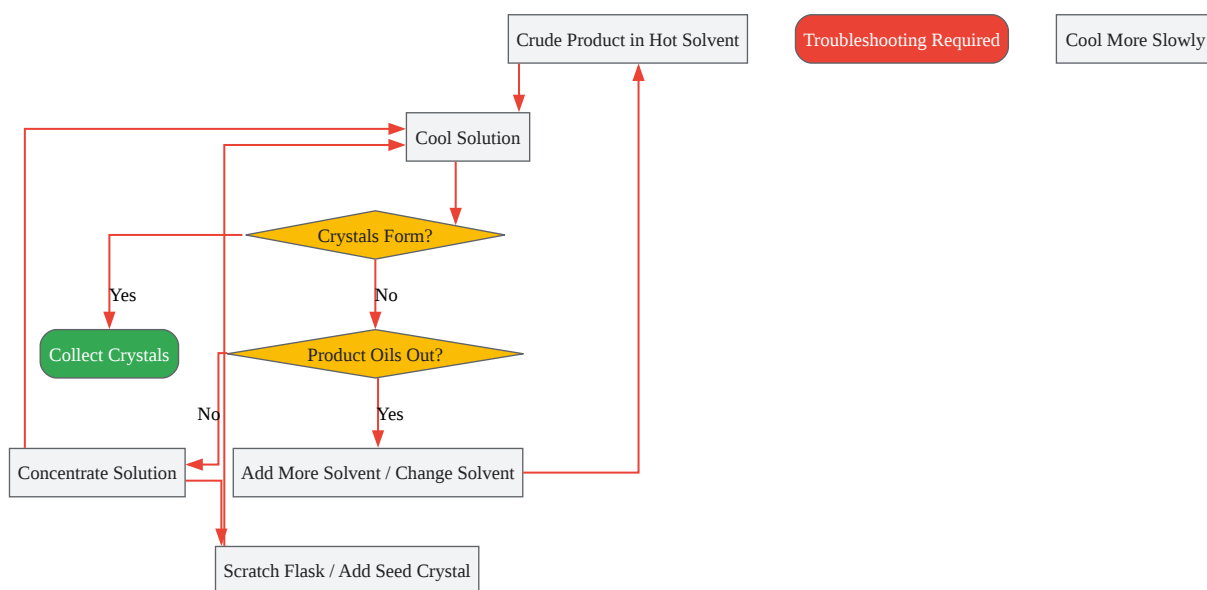 Crude Product in Hot Solvent
Troubleshooting Required
Cool More Slowly
Cool Solution
Crystals Form?
Yes
No
Collect Crystals
Product Oils Out?
No
Yes
Concentrate Solution
Add More Solvent / Change Solvent
Scratch Flask / Add Seed Crystal